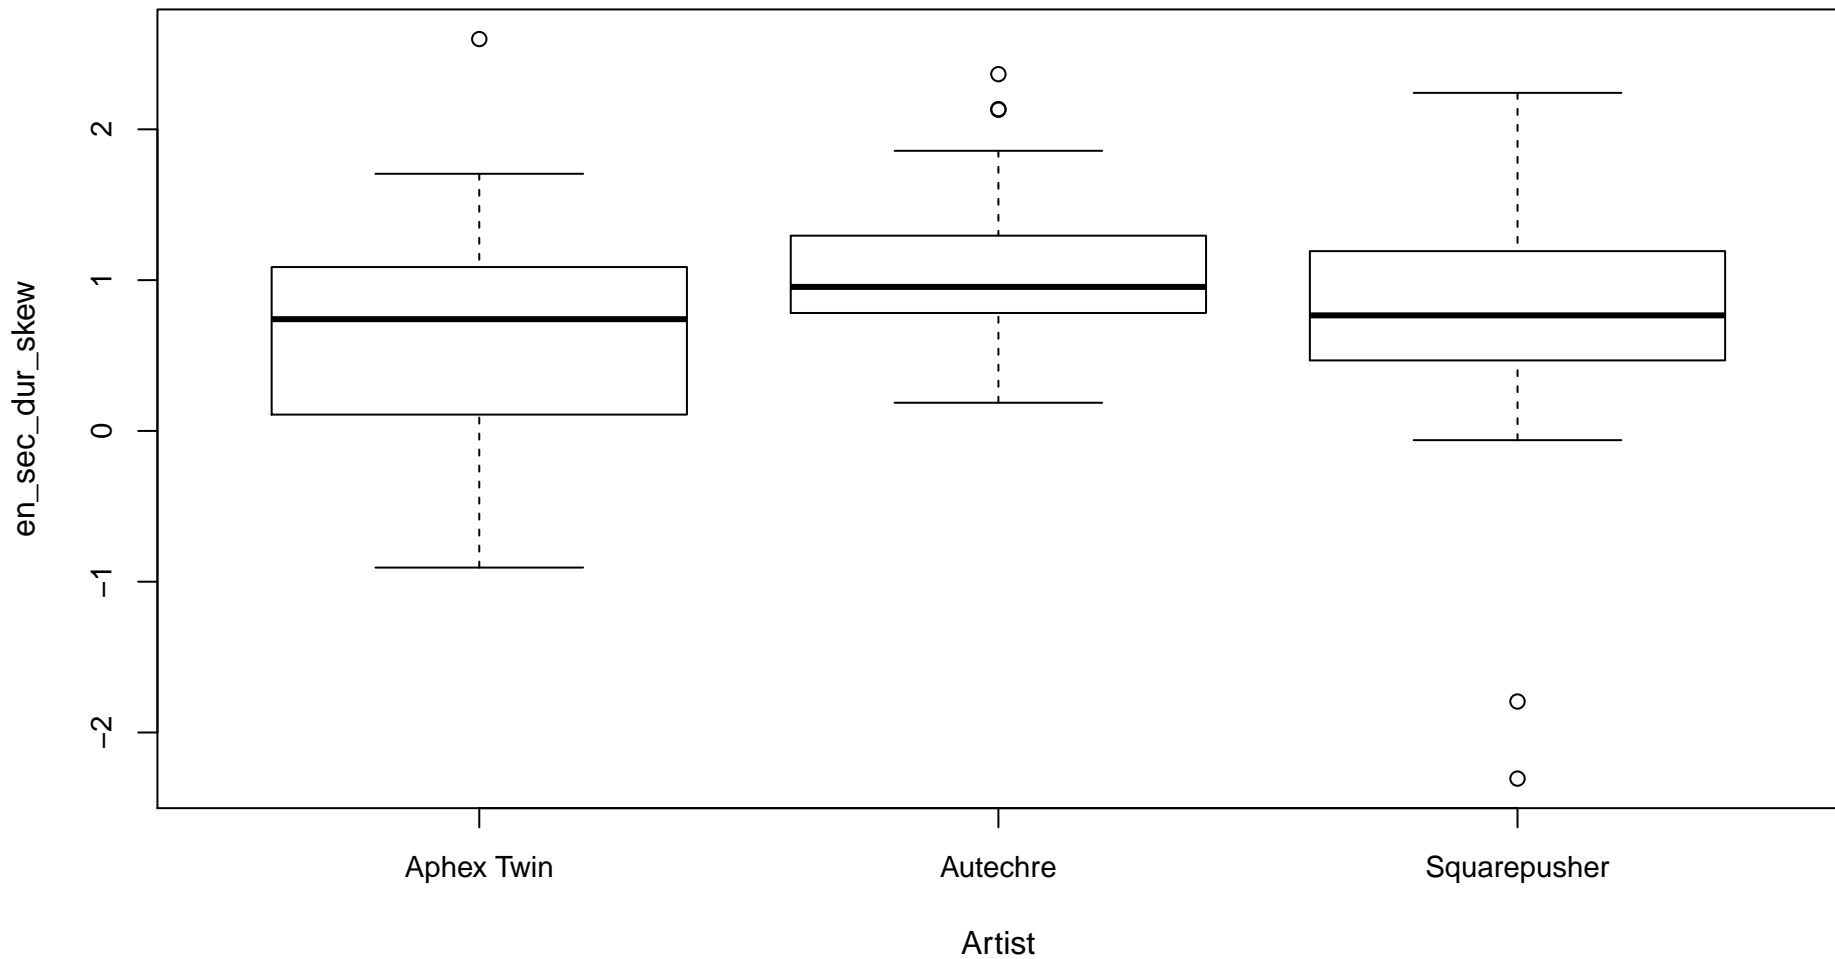 en_sec_dur_skew
2
1
0
−1
−2
Aphex Twin Autechre Squarepusher
Artist